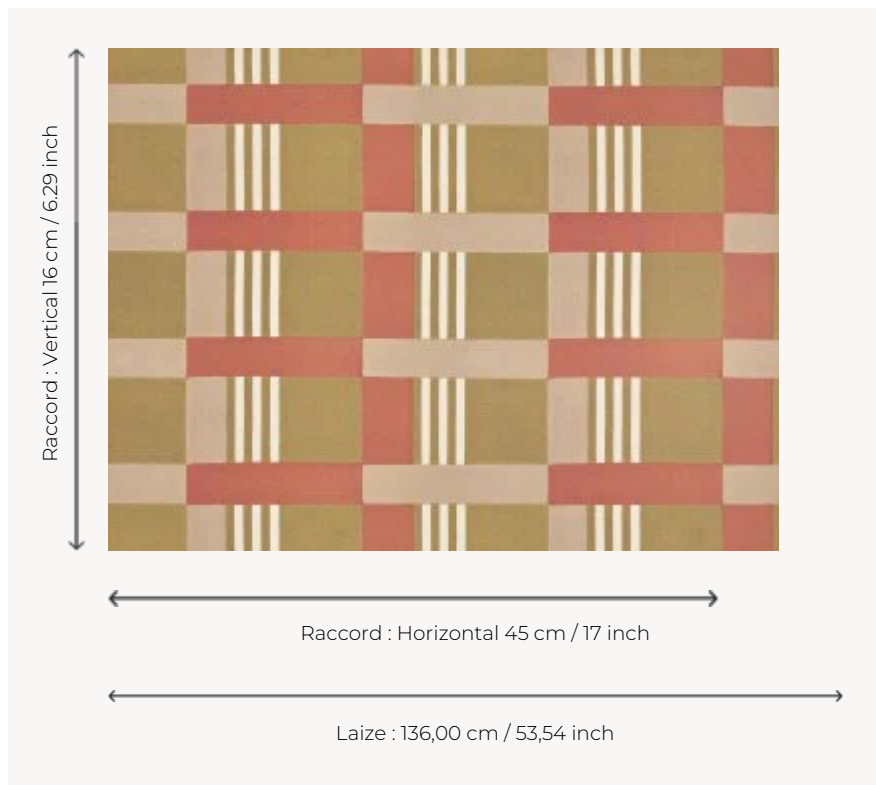 Raccord : Vertical 16 cm / 6.29 inch
Raccord : Horizontal 45 cm / 17 inch
Laize : 136,00 cm / 53,54 inch